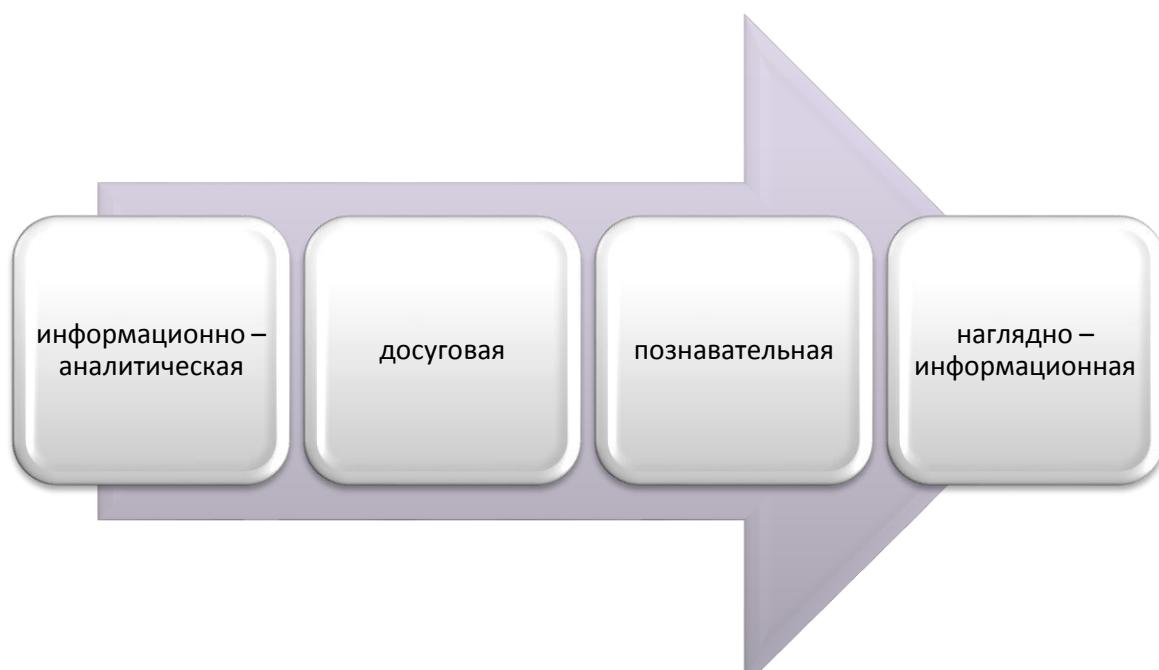 информационно –
аналитическая
досуговая
познавательная
наглядно –
информационная